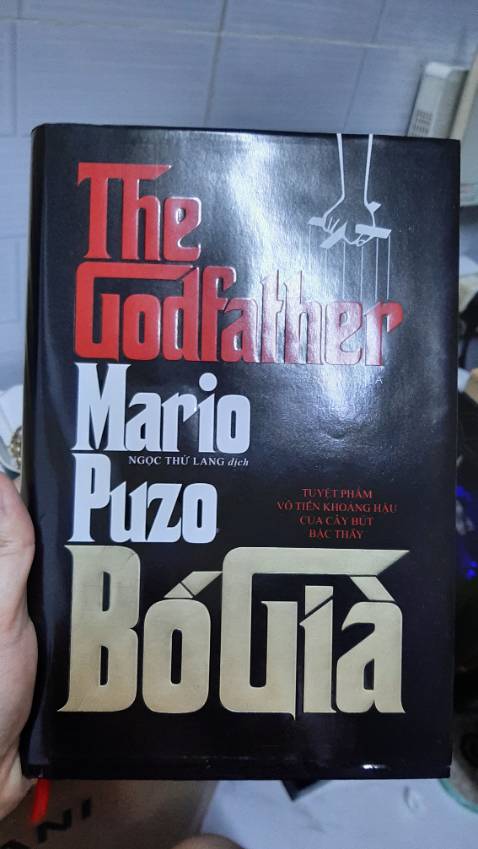 The
Godfather
Mario
NGỌC THỨ LANG dịch
Puzo
TUYỆT PHẨM
VÔ TIỀN KHOÁNG HẬU
CỦA CÂY BÚT
BẬC THẦY
Bố Già
ANI